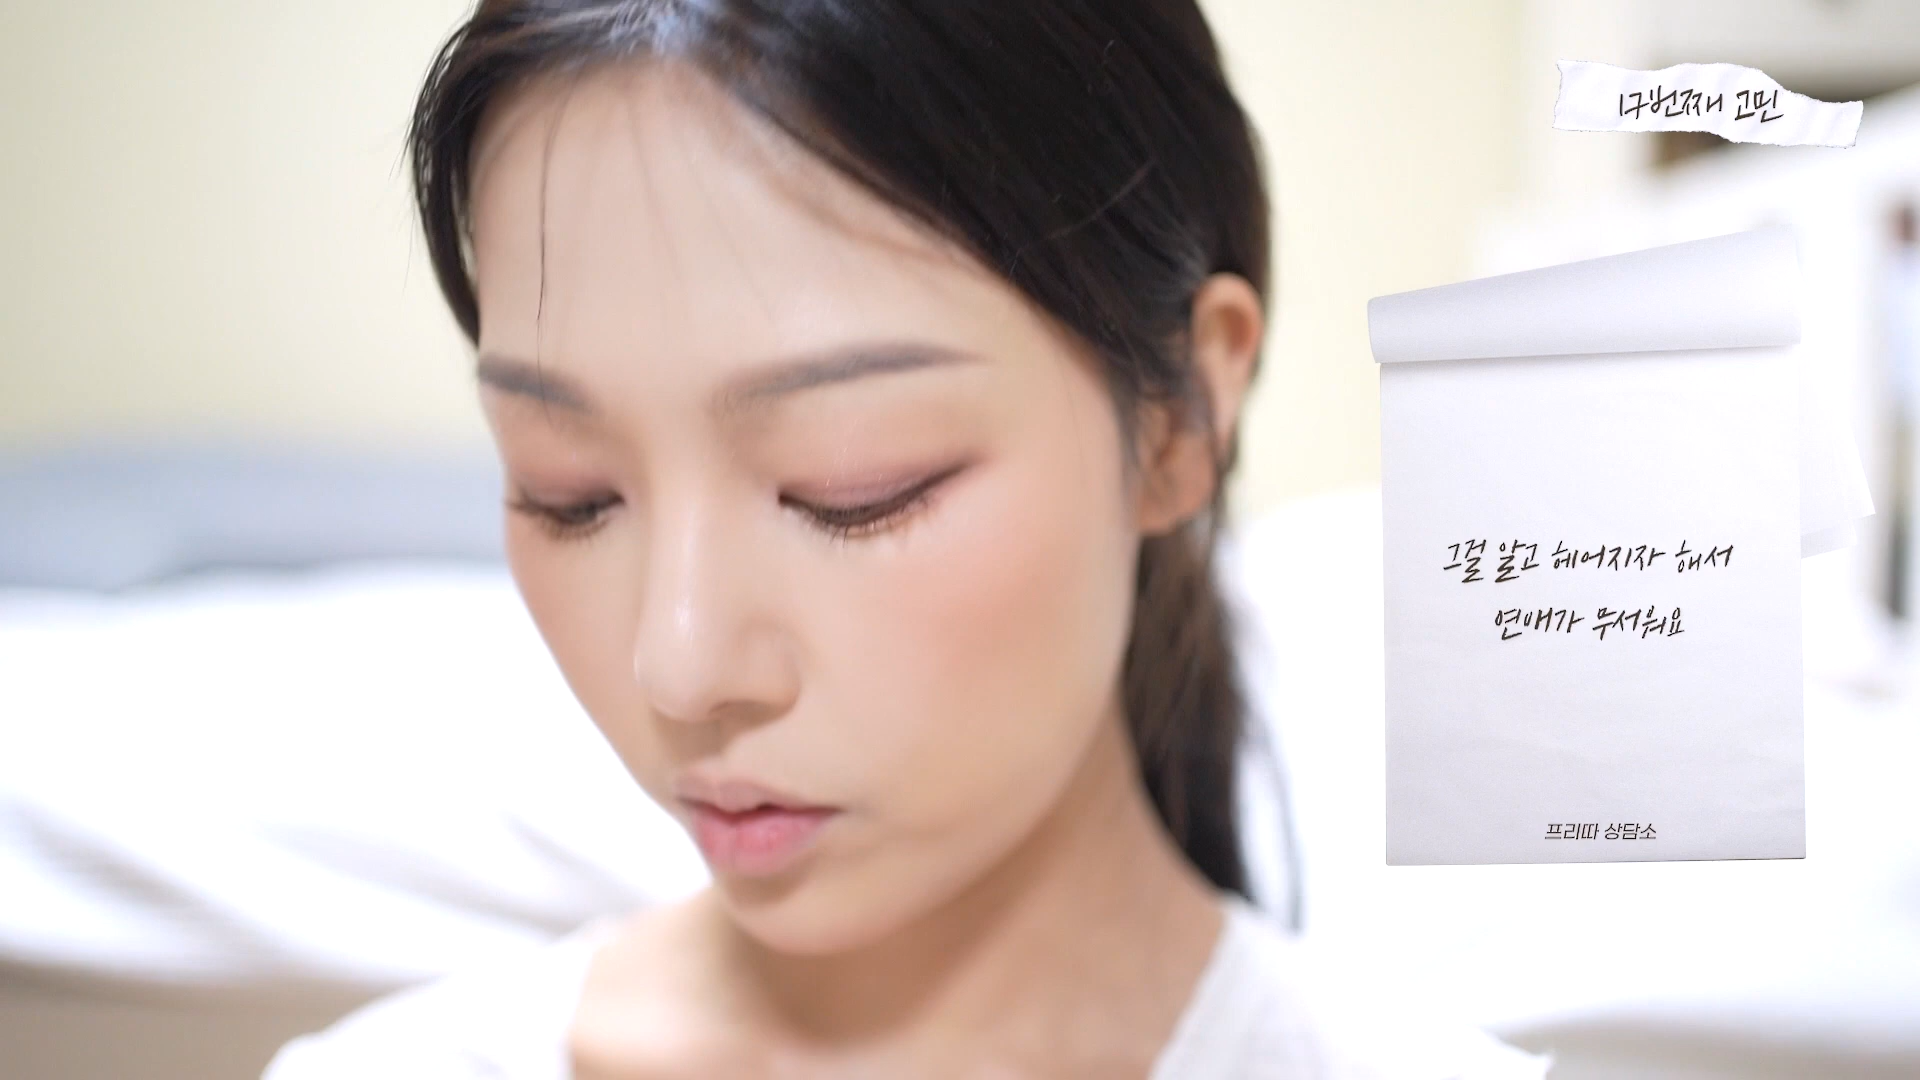 17번째 고민
그걸 알고 헤어지자 해서
연애가 무서워요
프리따 상담소